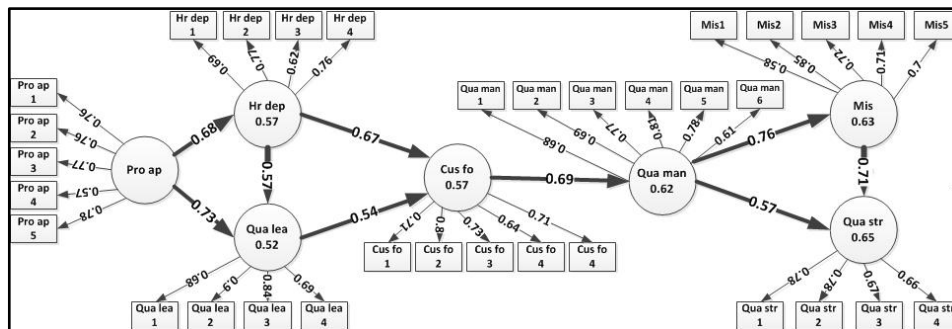 Hr dep
1
Hr dep
2
Hr dep
3
Hr dep
4
0.69
0.77
0.62
0.76
Mis1
Mis2
Mis3
Mis4
Mis5
0.58
0.85
0.72
0.71
0.7
Pro ap
1
Pro ap
2
Pro ap
3
Pro ap
4
Pro ap
5
0.76
0.76
0.77
0.57
0.78
Pro ap
0.68
0.73
Hr dep
0.57
0.57
Qua lea
0.52
0.67
0.54
Cus fo
0.57
0.69
Qua man
1
Qua man
2
Qua man
3
Qua man
4
Qua man
5
Qua man
6
0.68
0.69
0.77
0.81
0.78
0.61
Qua man
0.62
0.76
0.57
Mis
0.63
0.71
Qua str
0.65
0.71
0.8
0.73
0.64
0.71
Cus fo
1
Cus fo
2
Cus fo
3
Cus fo
4
Cus fo
4
0.68
0.9
0.84
0.69
Qua lea
1
Qua lea
2
Qua lea
3
Qua lea
4
0.78
0.78
0.67
0.66
Qua str
1
Qua str
2
Qua str
3
Qua str
4